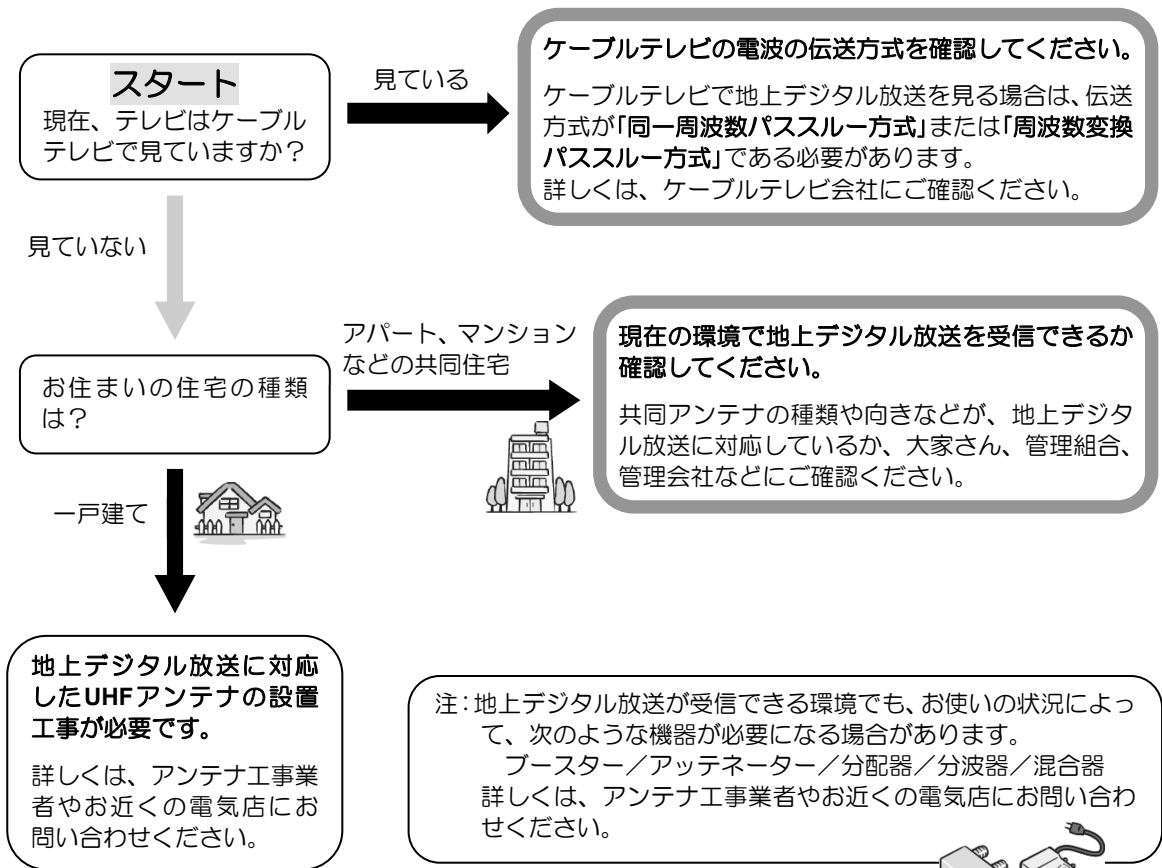 スタート
現在、テレビはケーブル
テレビで見ていますか？
見ている
ケーブルテレビの電波の伝送方式を確認してください。
ケーブルテレビで地上デジタル放送を見る場合は、伝送
方式が「同一周波数パススルー方式」または「周波数変換
パススルー方式」である必要があります。
詳しくは、ケーブルテレビ会社にご確認ください。
見ていない
お住まいの住宅の種類
は？
アパート、マンション
などの共同住宅
現在の環境で地上デジタル放送を受信できるか
確認してください。
共同アンテナの種類や向きなどが、地上デジタ
ル放送に対応しているか、大家さん、管理組合、
管理会社などにご確認ください。
一戸建て
地上デジタル放送に対応
したUHFアンテナの設置
工事が必要です。
詳しくは、アンテナ工事業
者やお近くの電気店にお
問い合わせください。
注：地上デジタル放送が受信できる環境でも、お使いの状況によっ
て、次のような機器が必要になる場合があります。
ブースター／アッテネーター／分配器／分波器／混合器
詳しくは、アンテナ工事業者やお近くの電気店にお問い合わ
せください。